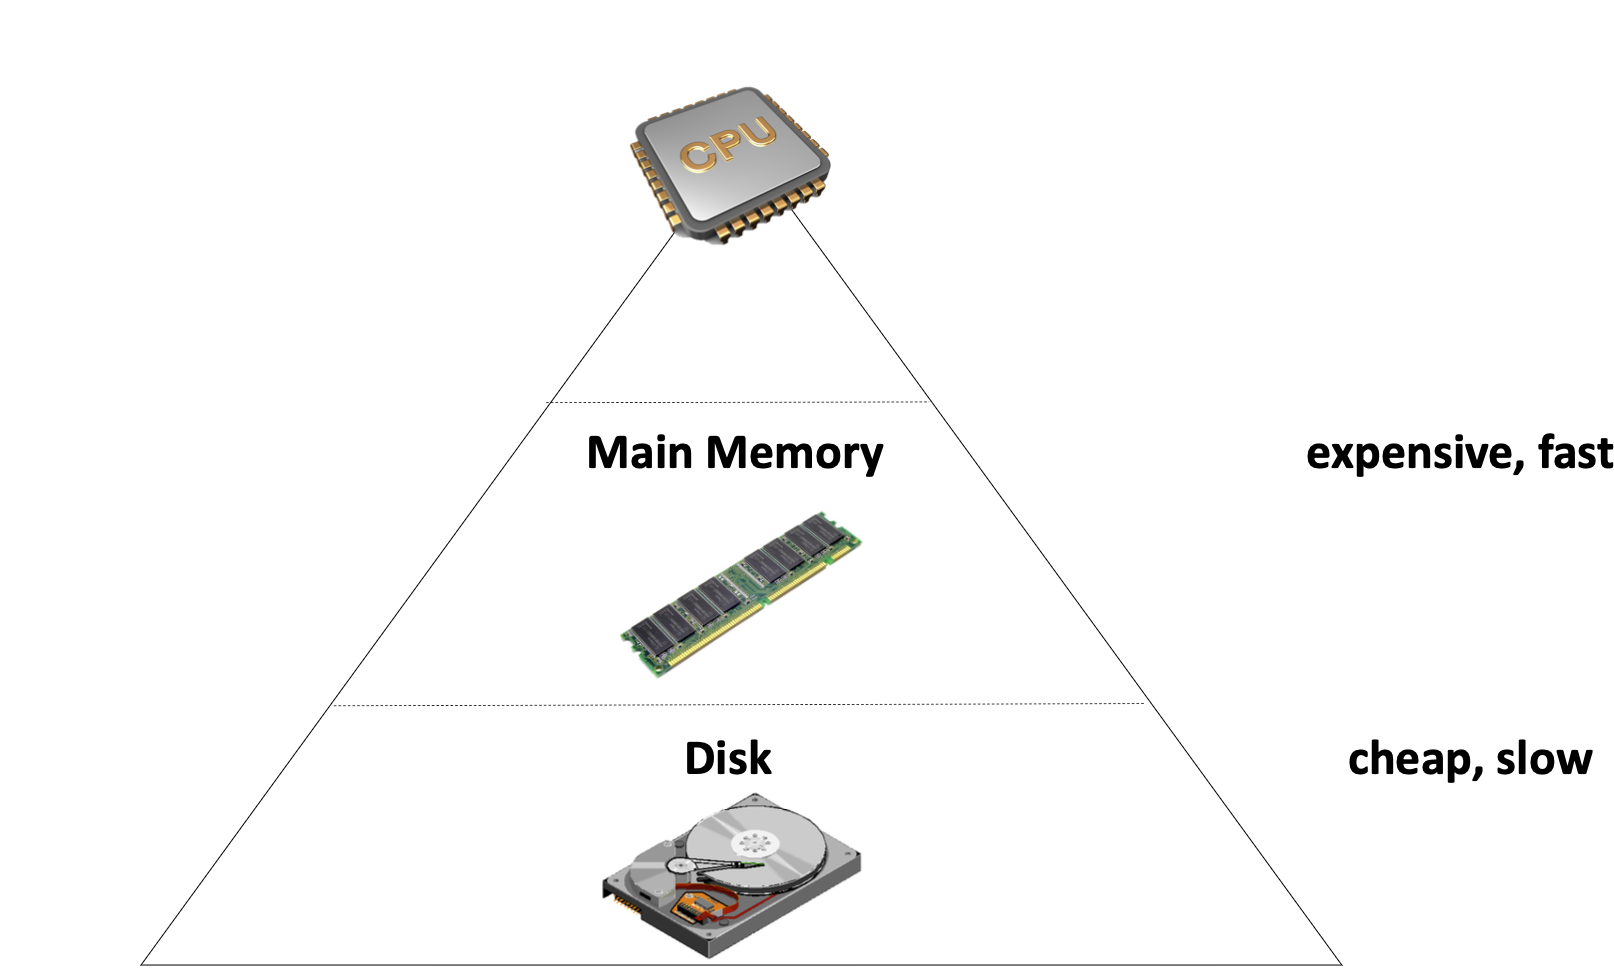 CPU
Main Memory
expensive, fast
Disk
cheap, slow